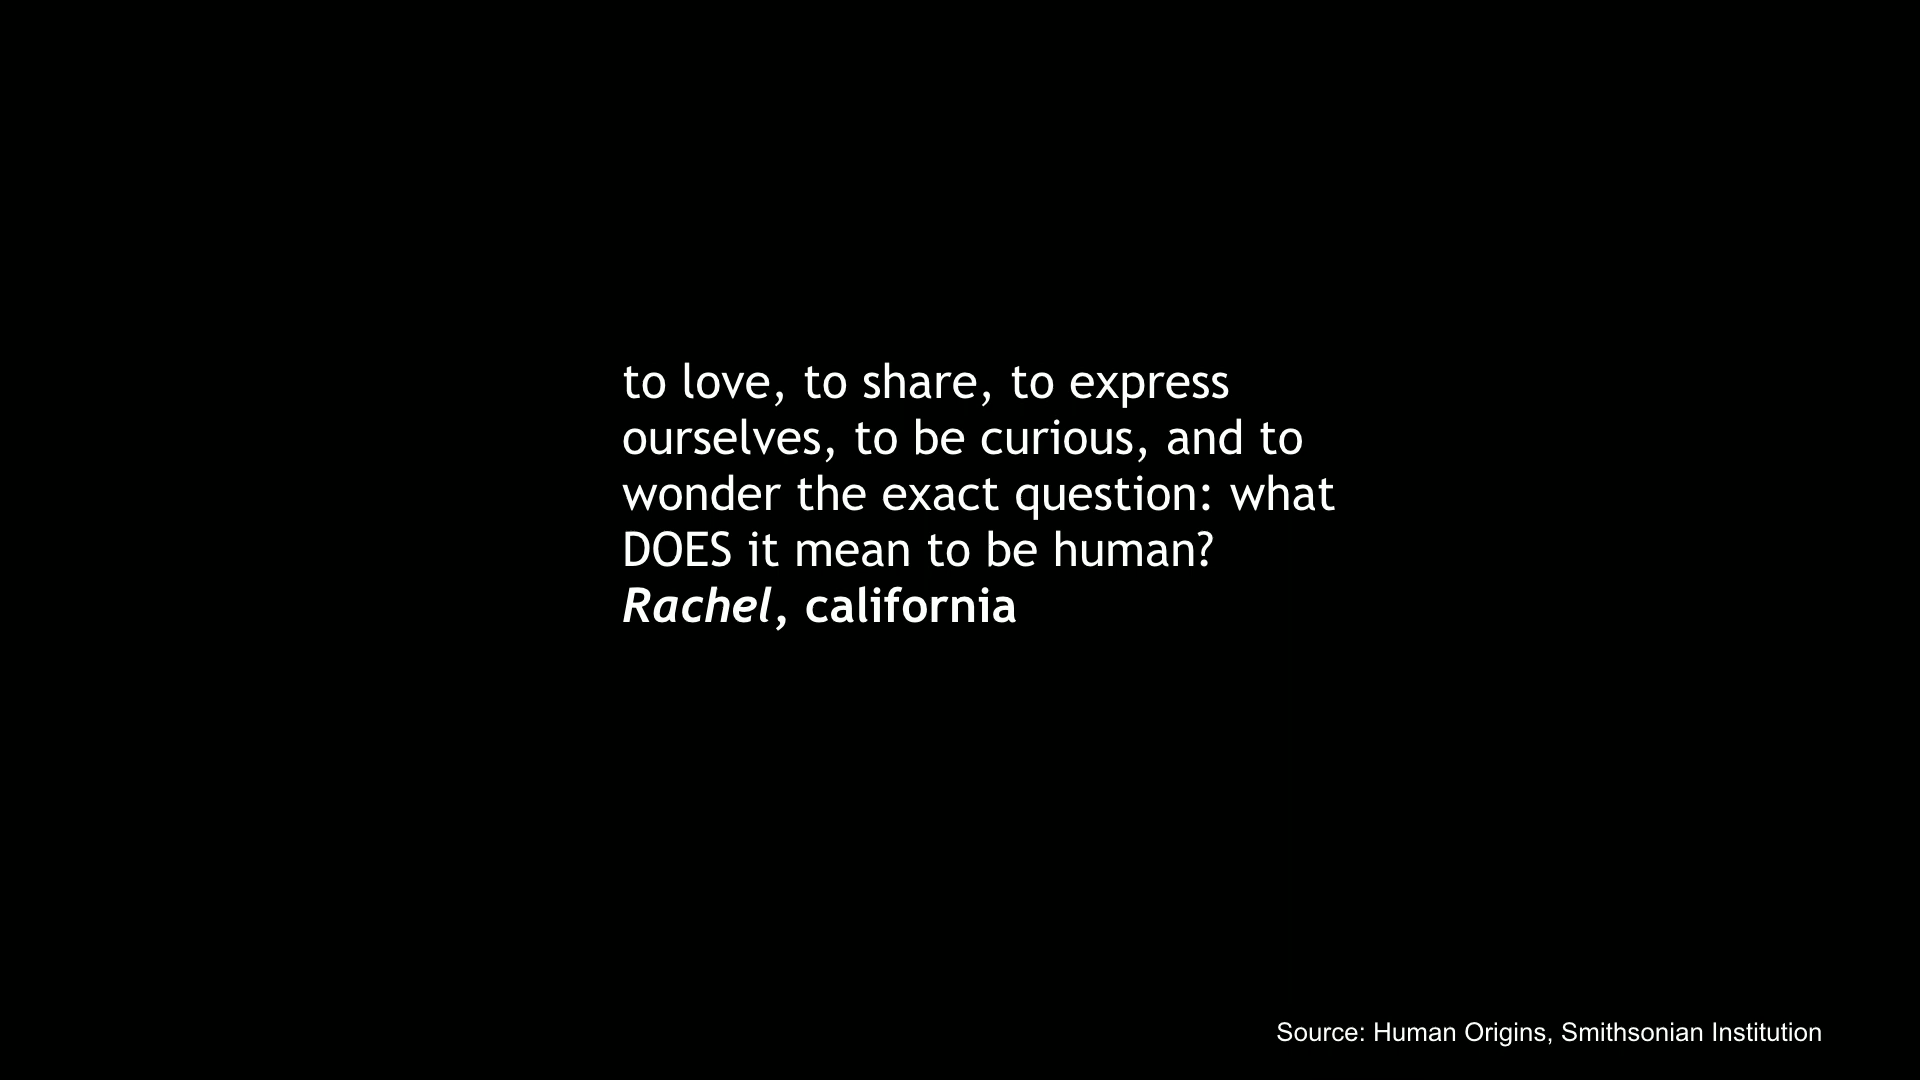 to love, to share, to express
ourselves, to be curious, and to
wonder the exact question: what
DOES it mean to be human?
Rachel, california
Source: Human Origins, Smithsonian Institution